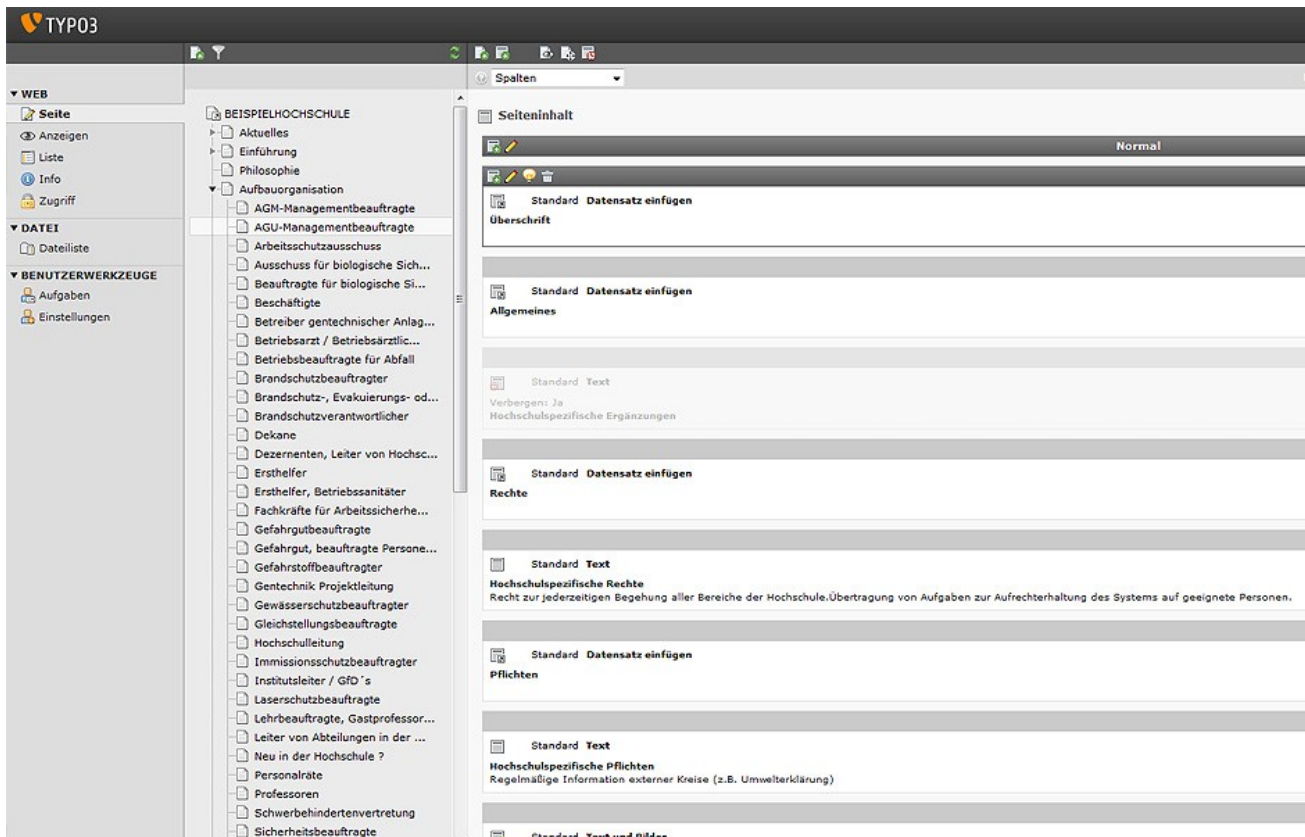 TYPO3
Spalten
WEB
Seite
Anzeigen
Liste
Info
Zugriff
DATEI
Dateiliste
BENUTZERWERKZEUGE
Aufgaben
Einstellungen
BEISPIELHOCHSCHULE
Aktuelles
Einführung
Philosophie
Aufbauorganisation
AGM-Managementbeauftragte
AGU-Managementbeauftragte
Arbeitsschutzausschuss
Ausschuss für biologische Sich...
Beauftragte für biologische Si...
Beschäftigte
Betreiber gentechnischer Anlag...
Betriebsarzt / Betriebsärztlic...
Betriebsbeauftragte für Abfall
Brandschutzbeauftragter
Brandschutz-, Evakuierungs- od...
Brandschutzverantwortlicher
Dekane
Dezernenten, Leiter von Hochsc...
Ersthelfer
Ersthelfer, Betriebssanitäter
Fachkräfte für Arbeitssicherhe...
Gefahrgutbeauftragte
Gefahrgut, beauftragte Persone...
Gefahrstoffbeauftragter
Gentechnik Projektleitung
Gewässerschutzbeauftragter
Gleichstellungsbeauftragte
Hochschulleitung
Immissionsschutzbeauftragter
Institutsleiter / GfD´s
Laserschutzbeauftragte
Lehrbeauftragte, Gastprofessor...
Leiter von Abteilungen in der ...
Neu in der Hochschule ?
Personalräte
Professoren
Schwerbehindertenvertretung
Sicherheitsbeauftragte
Seiteninhalt
Normal
Standard Datensatz einfügen
Überschrift
Standard Datensatz einfügen
Allgemeines
Standard Text
Verbergen: Ja
Hochschulspezifische Ergänzungen
Standard Datensatz einfügen
Rechte
Standard Text
Hochschulspezifische Rechte
Recht zur jederzeitigen Begehung aller Bereiche der Hochschule.Übertragung von Aufgaben zur Aufrechterhaltung des Systems auf geeignete Personen.
Standard Datensatz einfügen
Pflichten
Standard Text
Hochschulspezifische Pflichten
Regelmäßige Information externer Kreise (z.B. Umwelterklärung)
Standard Text und Bilder